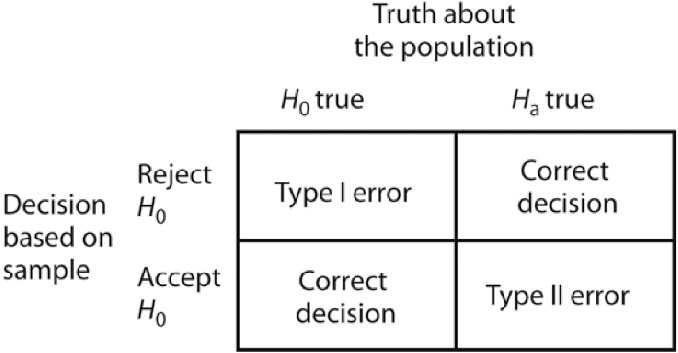 Truth about
the population
H₀ true
Hₐ true
Decision
based on
sample
Reject
H₀
Type I error
Correct
decision
Accept
H₀
Correct
decision
Type II error